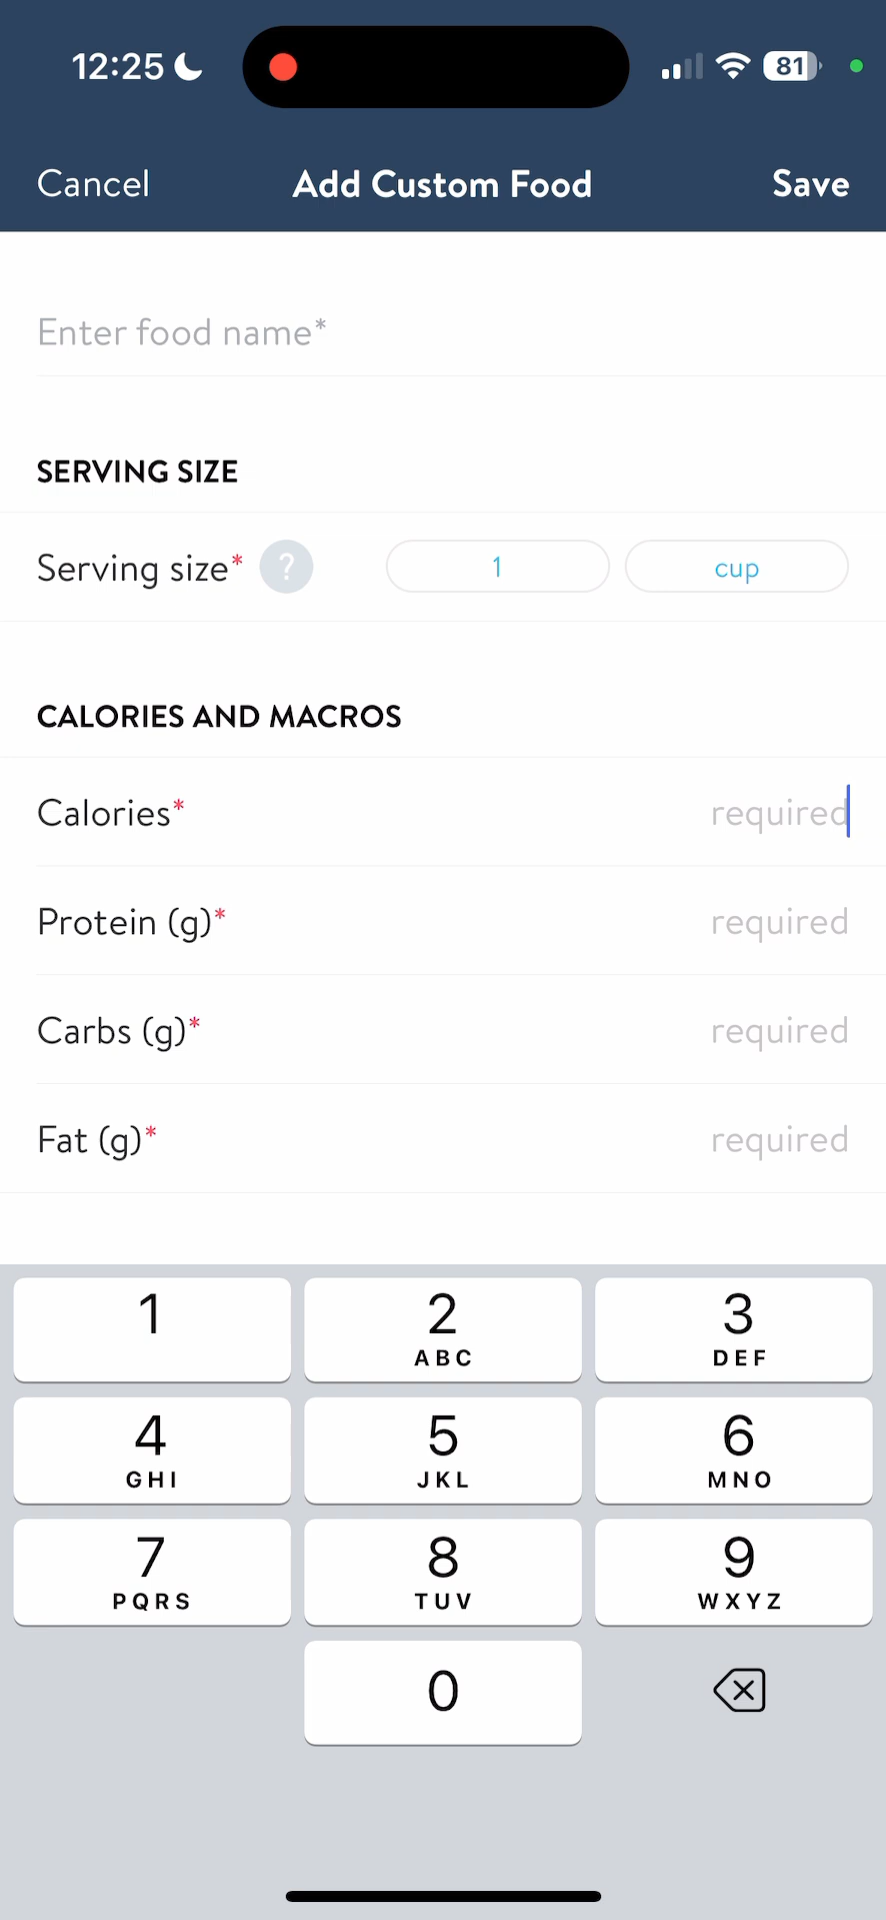 12:25 81
Cancel Add Custom Food Save
Enter food name*
SERVING SIZE
Serving size* ? 1 cup
CALORIES AND MACROS
Calories* required
Protein (g)* required
Carbs (g)* required
Fat (g)* required
1 2 3
ABC DEF
4 5 6
GHI JKL MNO
7 8 9
PQRS TUV WXYZ
0